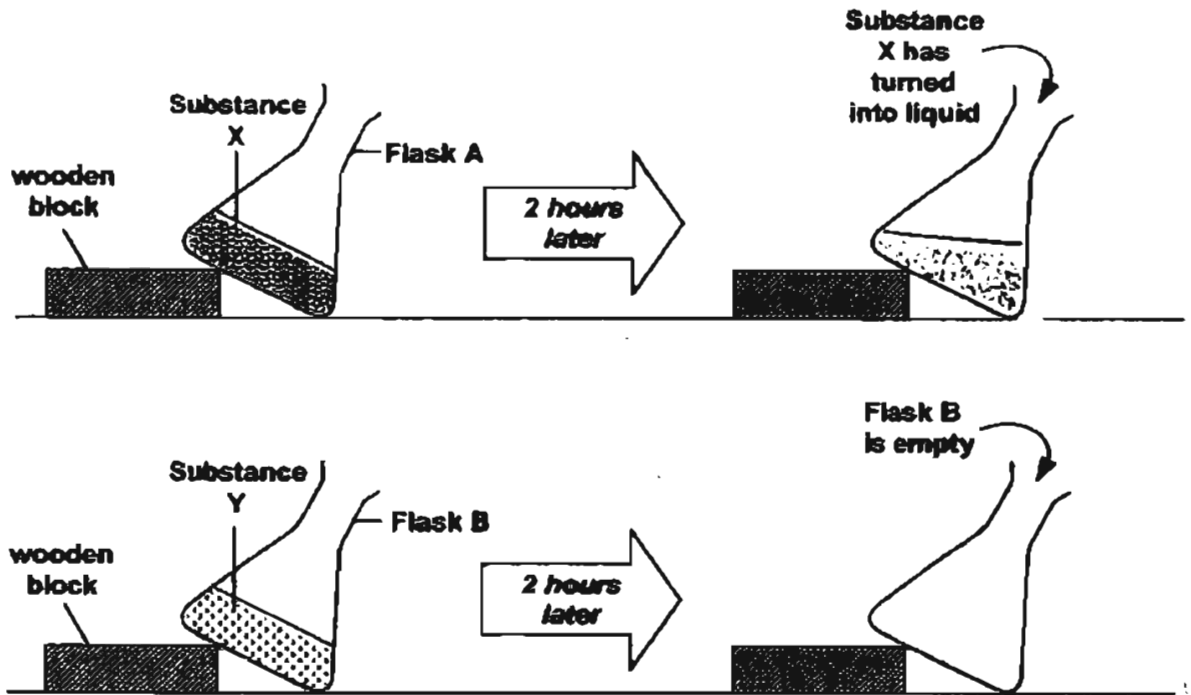 Substance
X has
turned
into liquid
Substance
X
Flask A
wooden
block
2 hours
later
Flask B
is empty
Substance
Y
Flask B
wooden
block
2 hours
later